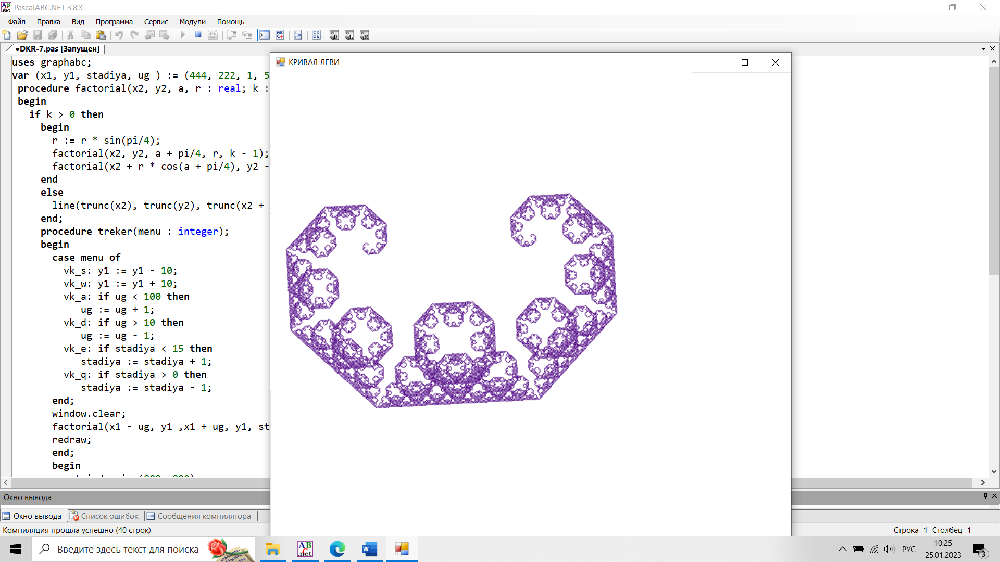 PascalABC.NET 3.8.3
Файл Правка Вид Программа Сервис Модули Помощь
•DKR-7.pas [Запущен]
uses graphabc;
var (x1, y1, stadiya, ug ) := (444, 222, 1, 5
procedure factorial(x2, y2, a, r : real; k :
begin
if k > 0 then
begin
r := r * sin(pi/4);
factorial(x2, y2, a + pi/4, r, k - 1);
factorial(x2 + r * cos(a + pi/4), y2 -
end
else
line(trunc(x2), trunc(y2), trunc(x2 +
end;
procedure treker(menu : integer);
begin
case menu of
vk_s: y1 := y1 - 10;
vk_w: y1 := y1 + 10;
vk_a: if ug < 100 then
ug := ug + 1;
vk_d: if ug > 10 then
ug := ug - 1;
vk_e: if stadiya < 15 then
stadiya := stadiya + 1;
vk_q: if stadiya > 0 then
stadiya := stadiya - 1;
end;
window.clear;
factorial(x1 - ug, y1 ,x1 + ug, y1, st
redraw;
end;
begin
КРИВАЯ ЛЕВИ
Окно вывода
Окно вывода Список ошибок Сообщения компилятора
Компиляция прошла успешно (40 строк)
Строка 1 Столбец 1
Введите здесь текст для поиска
РУС
10:25
25.01.2023
3